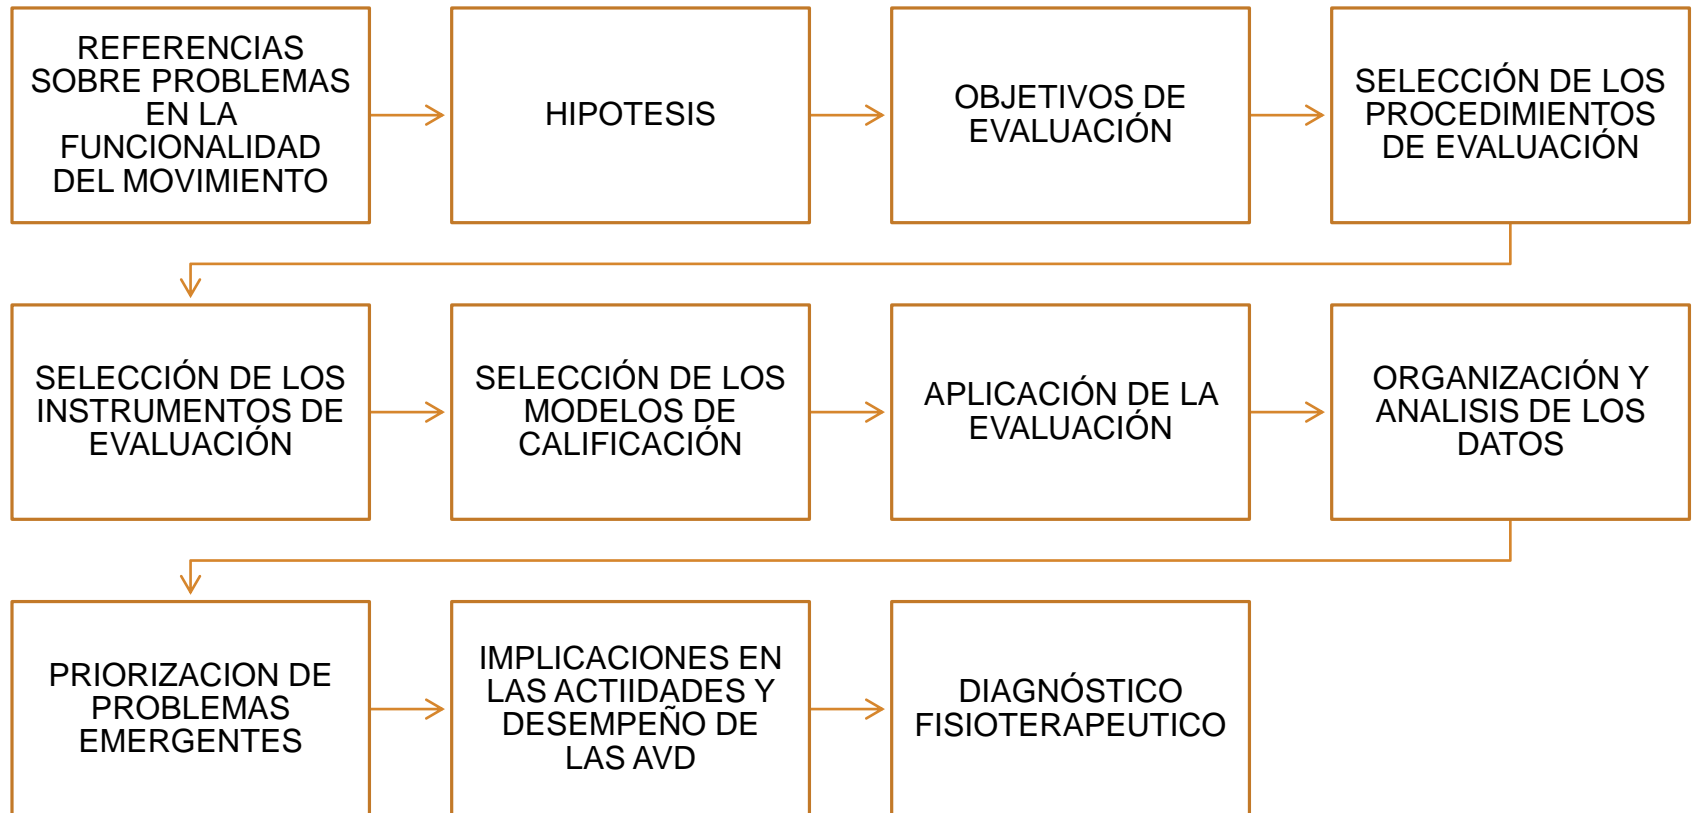 REFERENCIAS
SOBRE PROBLEMAS
EN LA
FUNCIONALIDAD
DEL MOVIMIENTO
HIPOTESIS
OBJETIVOS DE
EVALUACIÓN
SELECCIÓN DE LOS
PROCEDIMIENTOS
DE EVALUACIÓN
SELECCIÓN DE LOS
INSTRUMENTOS DE
EVALUACIÓN
SELECCIÓN DE LOS
MODELOS DE
CALIFICACIÓN
APLICACIÓN DE LA
EVALUACIÓN
ORGANIZACIÓN Y
ANALISIS DE LOS
DATOS
PRIORIZACION DE
PROBLEMAS
EMERGENTES
IMPLICACIONES EN
LAS ACTIIDADES Y
DESEMPEÑO DE
LAS AVD
DIAGNÓSTICO
FISIOTERAPEUTICO